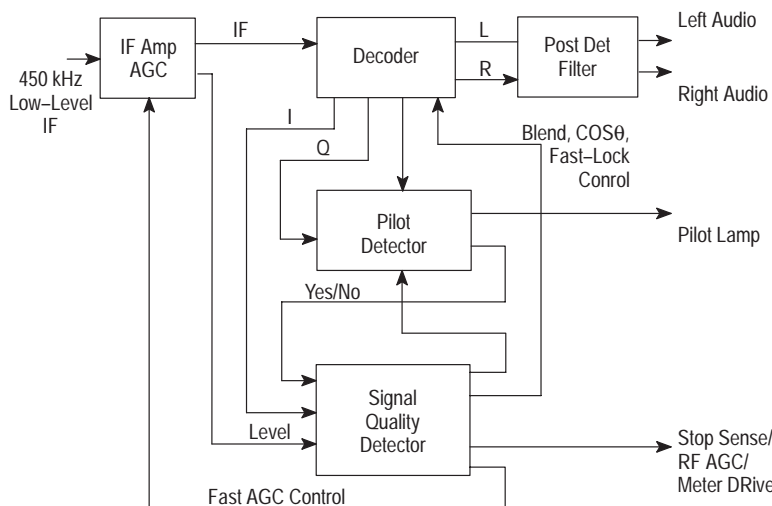 IF Amp
AGC
IF
Decoder
L
R
Post Det
Filter
Left Audio
Right Audio
450 kHz
Low–Level
IF
I
Q
Blend, COSθ,
Fast–Lock
Conrol
Pilot
Detector
Pilot Lamp
Yes/No
Signal
Quality
Detector
Level
Stop Sense/
RF AGC/
Meter DRive
Fast AGC Control